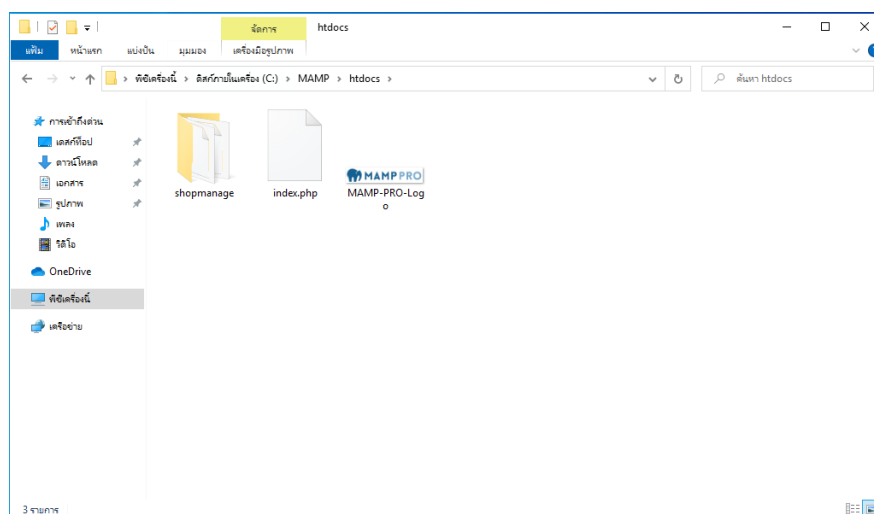 จัดการ
htdocs
แฟ้ม
หน้าแรก
แบ่งปัน
มุมมอง
เครื่องมือรูปภาพ
พีซีเครื่องนี้ > ดิสก์ภายในเครื่อง (C:) > MAMP > htdocs >
ค้นหา htdocs
การเข้าถึงด่วน
เดสก์ท็อป
ดาวน์โหลด
เอกสาร
รูปภาพ
เพลง
วิดีโอ
OneDrive
พีซีเครื่องนี้
เครือข่าย
MAMP PRO
shopmanage
index.php
MAMP-PRO-Log
o
3 รายการ